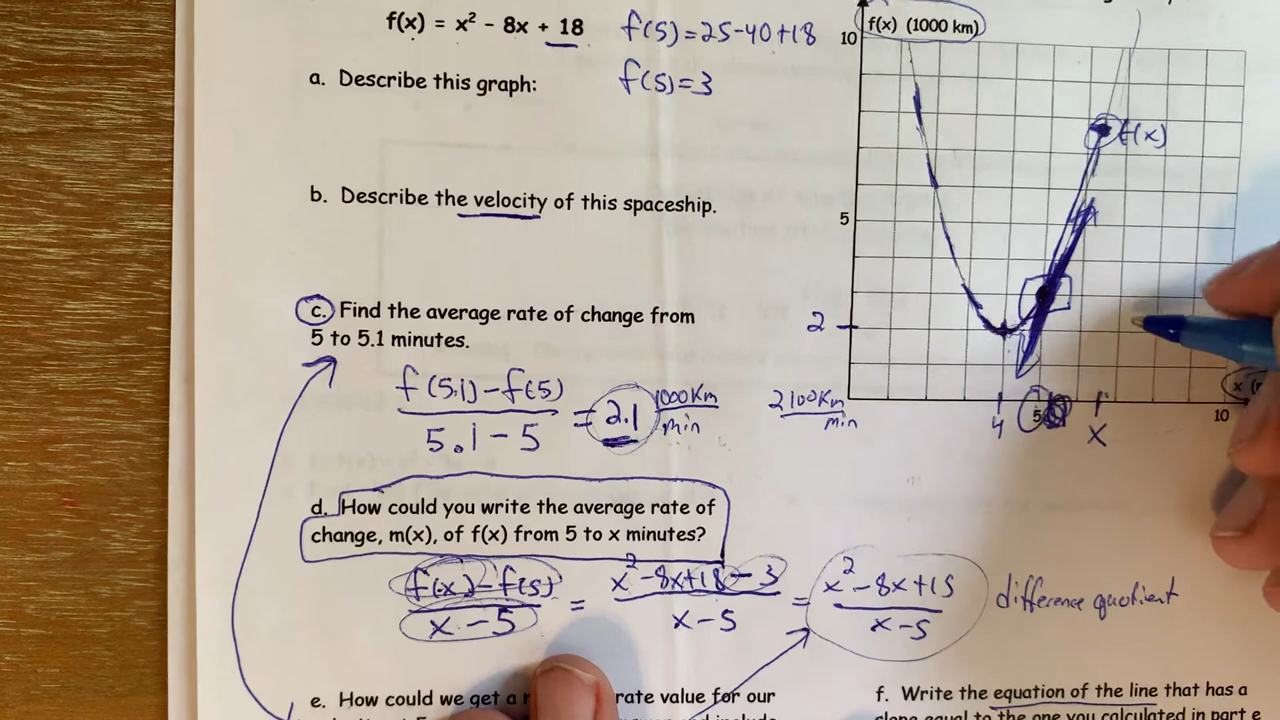 f(x) = x² - 8x + 18
f(5)=25-40+18
f(5)=3
a. Describe this graph:
b. Describe the velocity of this spaceship.
c. Find the average rate of change from
5 to 5.1 minutes.
f(5.1)-f(5)
5.1-5
= 2.1 1000Km
min
2100Km
min
d. How could you write the average rate of
change, m(x), of f(x) from 5 to x minutes?
f(x)-f(5)
x-5
= x²-8x+18-3
x-5
= x²-8x+15
x-5
difference quotient
e. How could we get a
rate value for our
f. Write the equation of the line that has a
slope equal to the one you calculated in part e
f(x) (1000 km)
10
f(x)
5
2
4
5
x
10
x